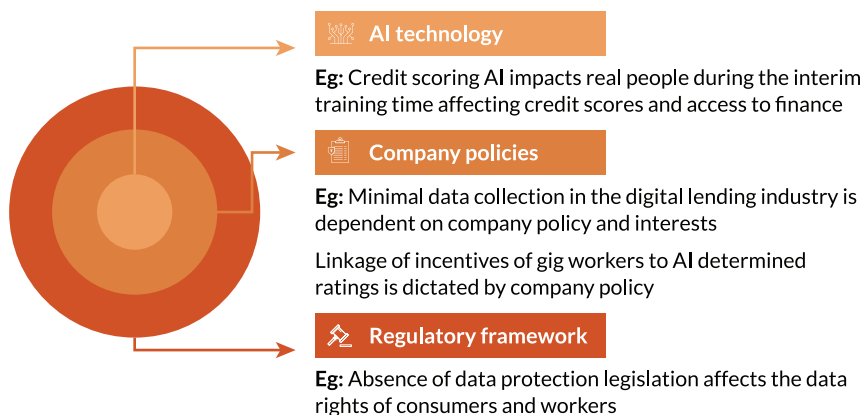 AI technology
Eg: Credit scoring AI impacts real people during the interim
training time affecting credit scores and access to finance
Company policies
Eg: Minimal data collection in the digital lending industry is
dependent on company policy and interests
Linkage of incentives of gig workers to AI determined
ratings is dictated by company policy
Regulatory framework
Eg: Absence of data protection legislation affects the data
rights of consumers and workers